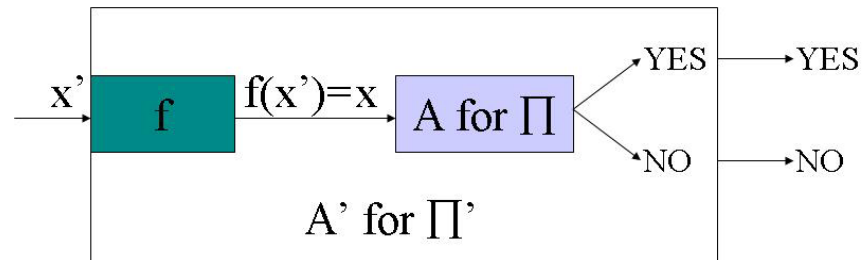 YES YES
x’ f f(x’)=x A for ∏
NO NO
A’ for ∏’